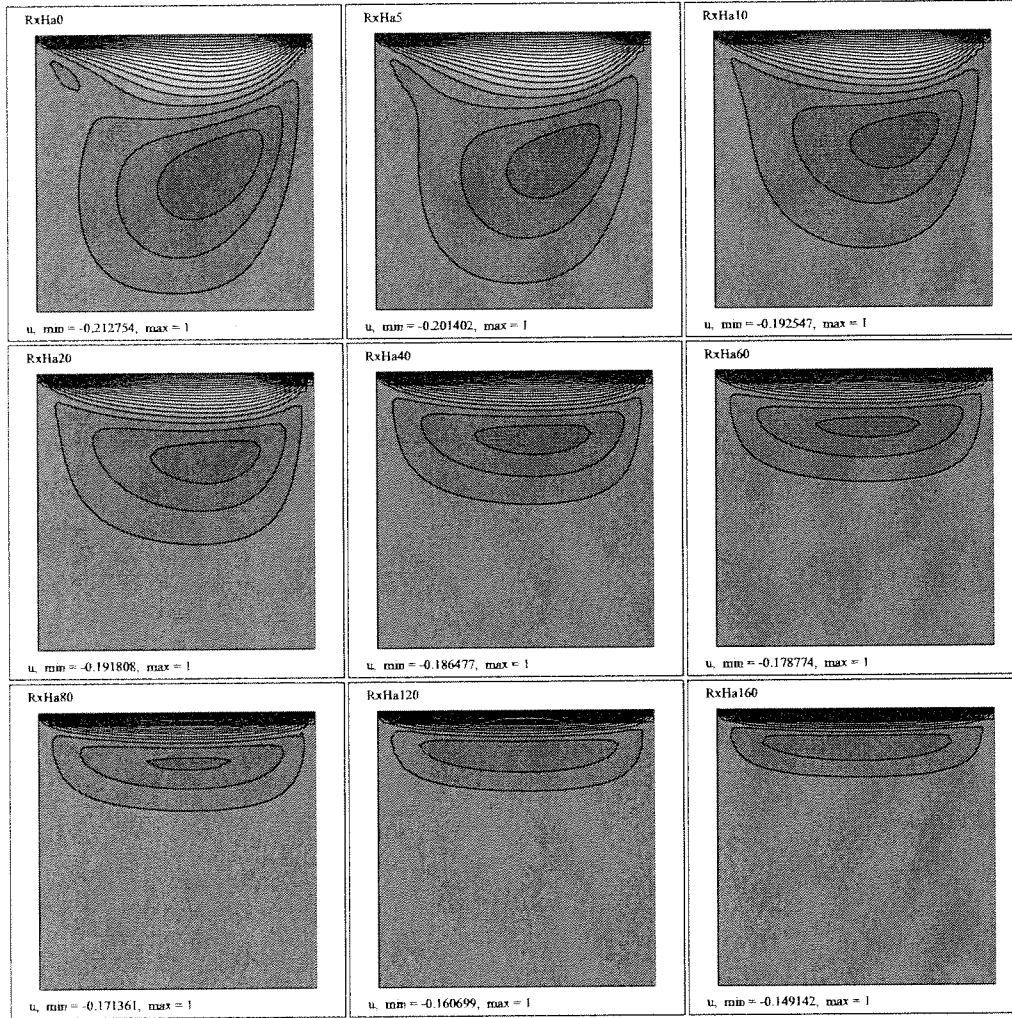 RxHa0
u, min = -0.212754, max = 1
RxHa5
u, min = -0.201402, max = 1
RxHa10
u, min = -0.192547, max = 1
RxHa20
u, min = -0.191808, max = 1
RxHa40
u, min = -0.186477, max = 1
RxHa60
u, min = -0.178774, max = 1
RxHa80
u, min = -0.171361, max = 1
RxHa120
u, min = -0.160699, max = 1
RxHa160
u, min = -0.149142, max = 1